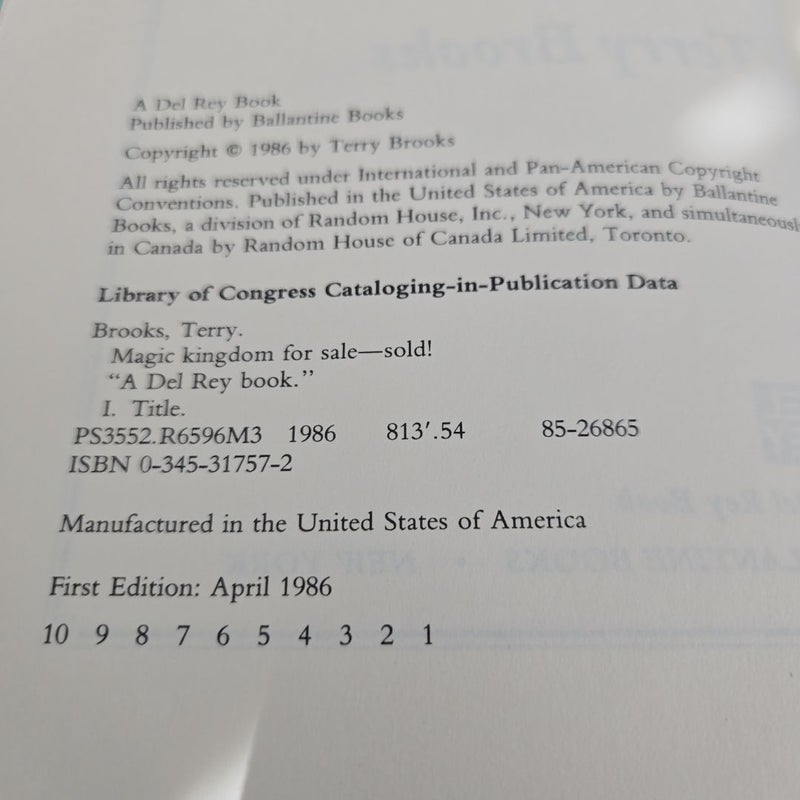 A Del Rey Book
Published by Ballantine Books
Copyright © 1986 by Terry Brooks
All rights reserved under International and Pan-American Copyright
Conventions. Published in the United States of America by Ballantine
Books, a division of Random House, Inc., New York, and simultaneousl
in Canada by Random House of Canada Limited, Toronto.
Library of Congress Cataloging-in-Publication Data
Brooks, Terry.
Magic kingdom for sale—sold!
“A Del Rey book.”
I. Title.
PS3552.R6596M3 1986 813′.54 85-26865
ISBN 0-345-31757-2
Manufactured in the United States of America
First Edition: April 1986
10 9 8 7 6 5 4 3 2 1